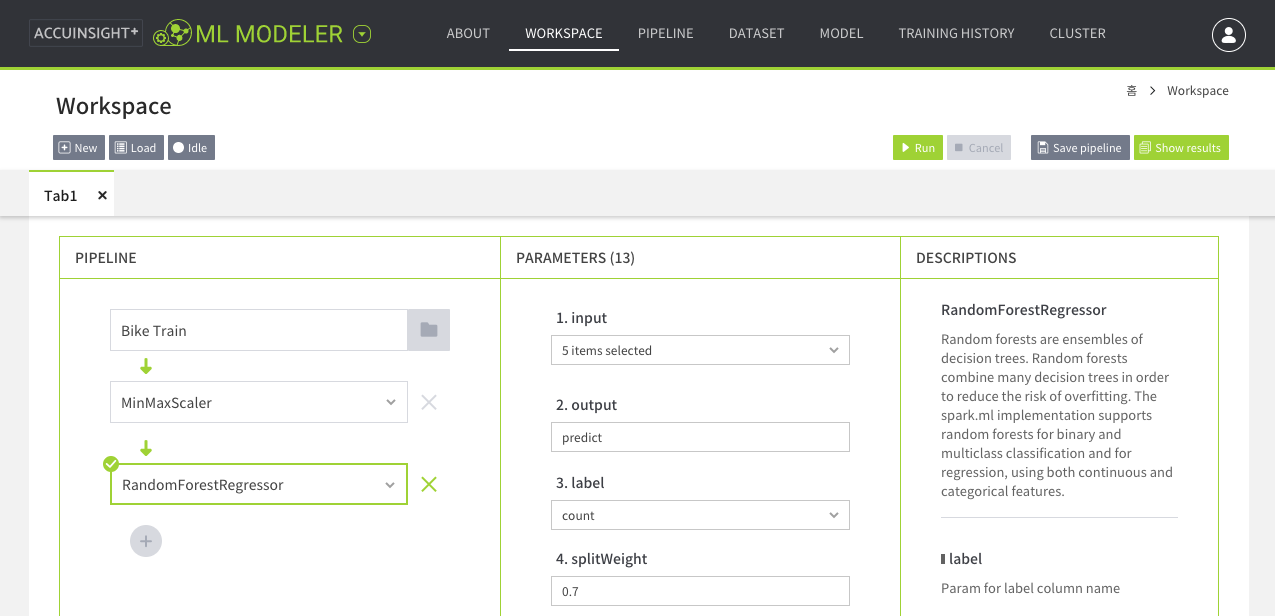 ACCUINSIGHT+ ML MODELER ABOUT WORKSPACE PIPELINE DATASET MODEL TRAINING HISTORY CLUSTER
홈 > Workspace
Workspace
New Load Idle Run Cancel Save pipeline Show results
Tab1 ×
PIPELINE
Bike Train
MinMaxScaler
RandomForestRegressor
PARAMETERS (13)
1. input
5 items selected
2. output
predict
3. label
count
4. splitWeight
0.7
DESCRIPTIONS
RandomForestRegressor
Random forests are ensembles of
decision trees. Random forests
combine many decision trees in order
to reduce the risk of overfitting. The
spark.ml implementation supports
random forests for binary and
multiclass classification and for
regression, using both continuous and
categorical features.
label
Param for label column name